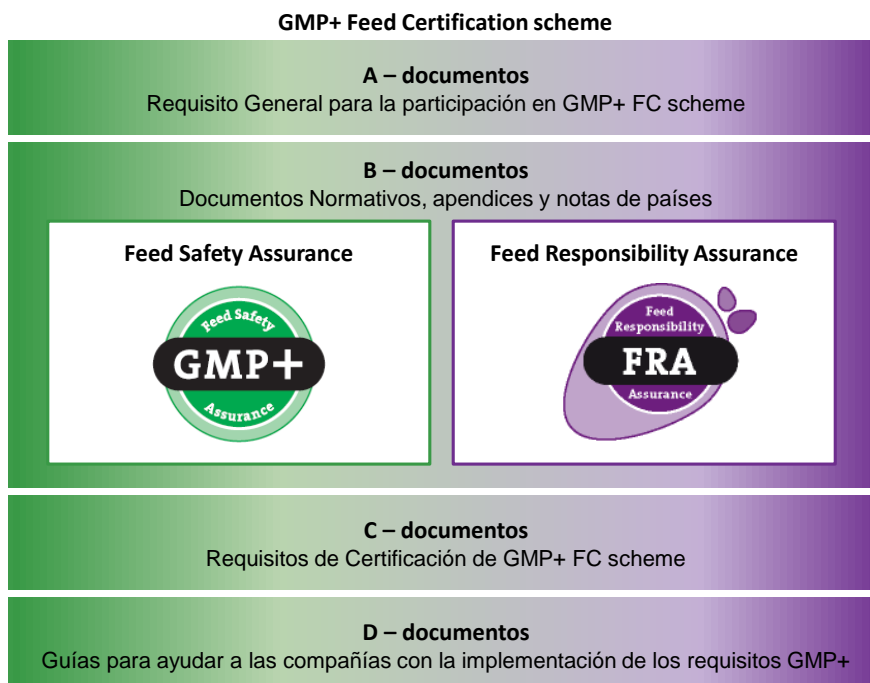 GMP+ Feed Certification scheme
A – documentos
Requisito General para la participación en GMP+ FC scheme
B – documentos
Documentos Normativos, apendices y notas de países
Feed Safety Assurance
Feed Safety
GMP+
Assurance
Feed Responsibility Assurance
Feed
Responsibility
FRA
Assurance
C – documentos
Requisitos de Certificación de GMP+ FC scheme
D – documentos
Guías para ayudar a las compañías con la implementación de los requisitos GMP+